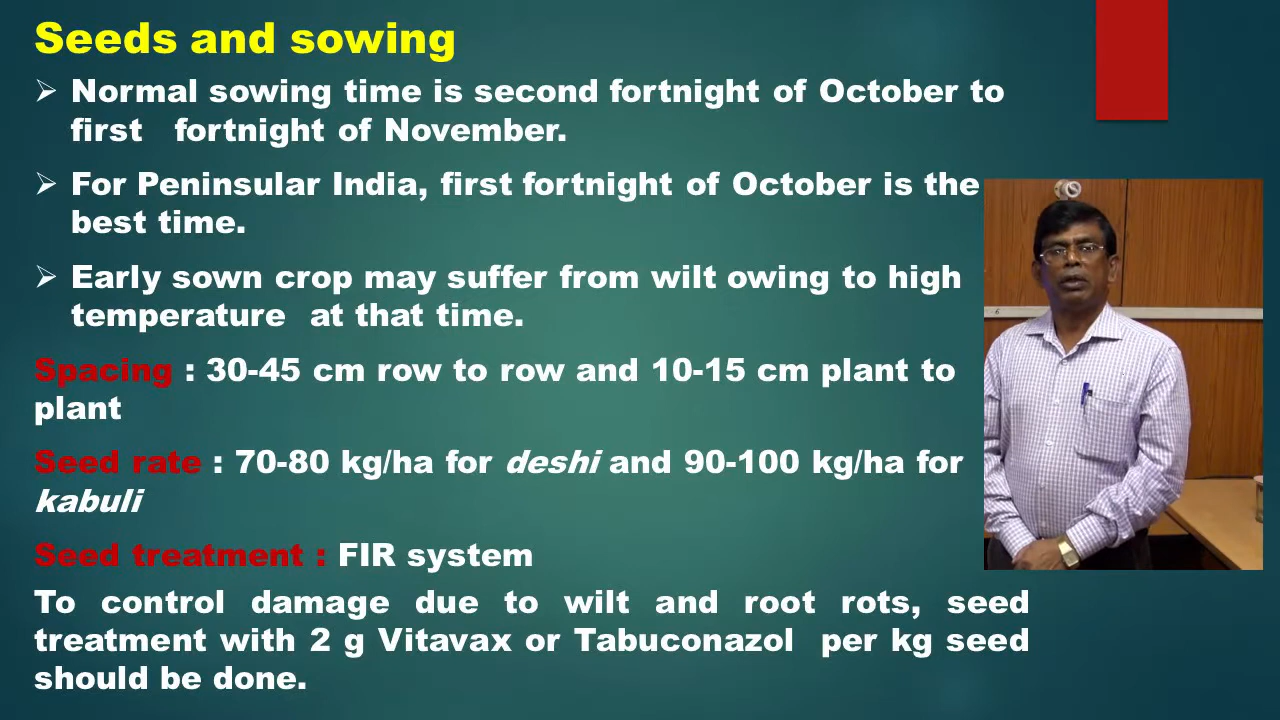 Seeds and sowing
➢ Normal sowing time is second fortnight of October to
first fortnight of November.
➢ For Peninsular India, first fortnight of October is the
best time.
➢ Early sown crop may suffer from wilt owing to high
temperature at that time.
Spacing : 30-45 cm row to row and 10-15 cm plant to
plant
Seed rate : 70-80 kg/ha for deshi and 90-100 kg/ha for
kabuli
Seed treatment : FIR system
To control damage due to wilt and root rots, seed
treatment with 2 g Vitavax or Tabuconazol per kg seed
should be done.